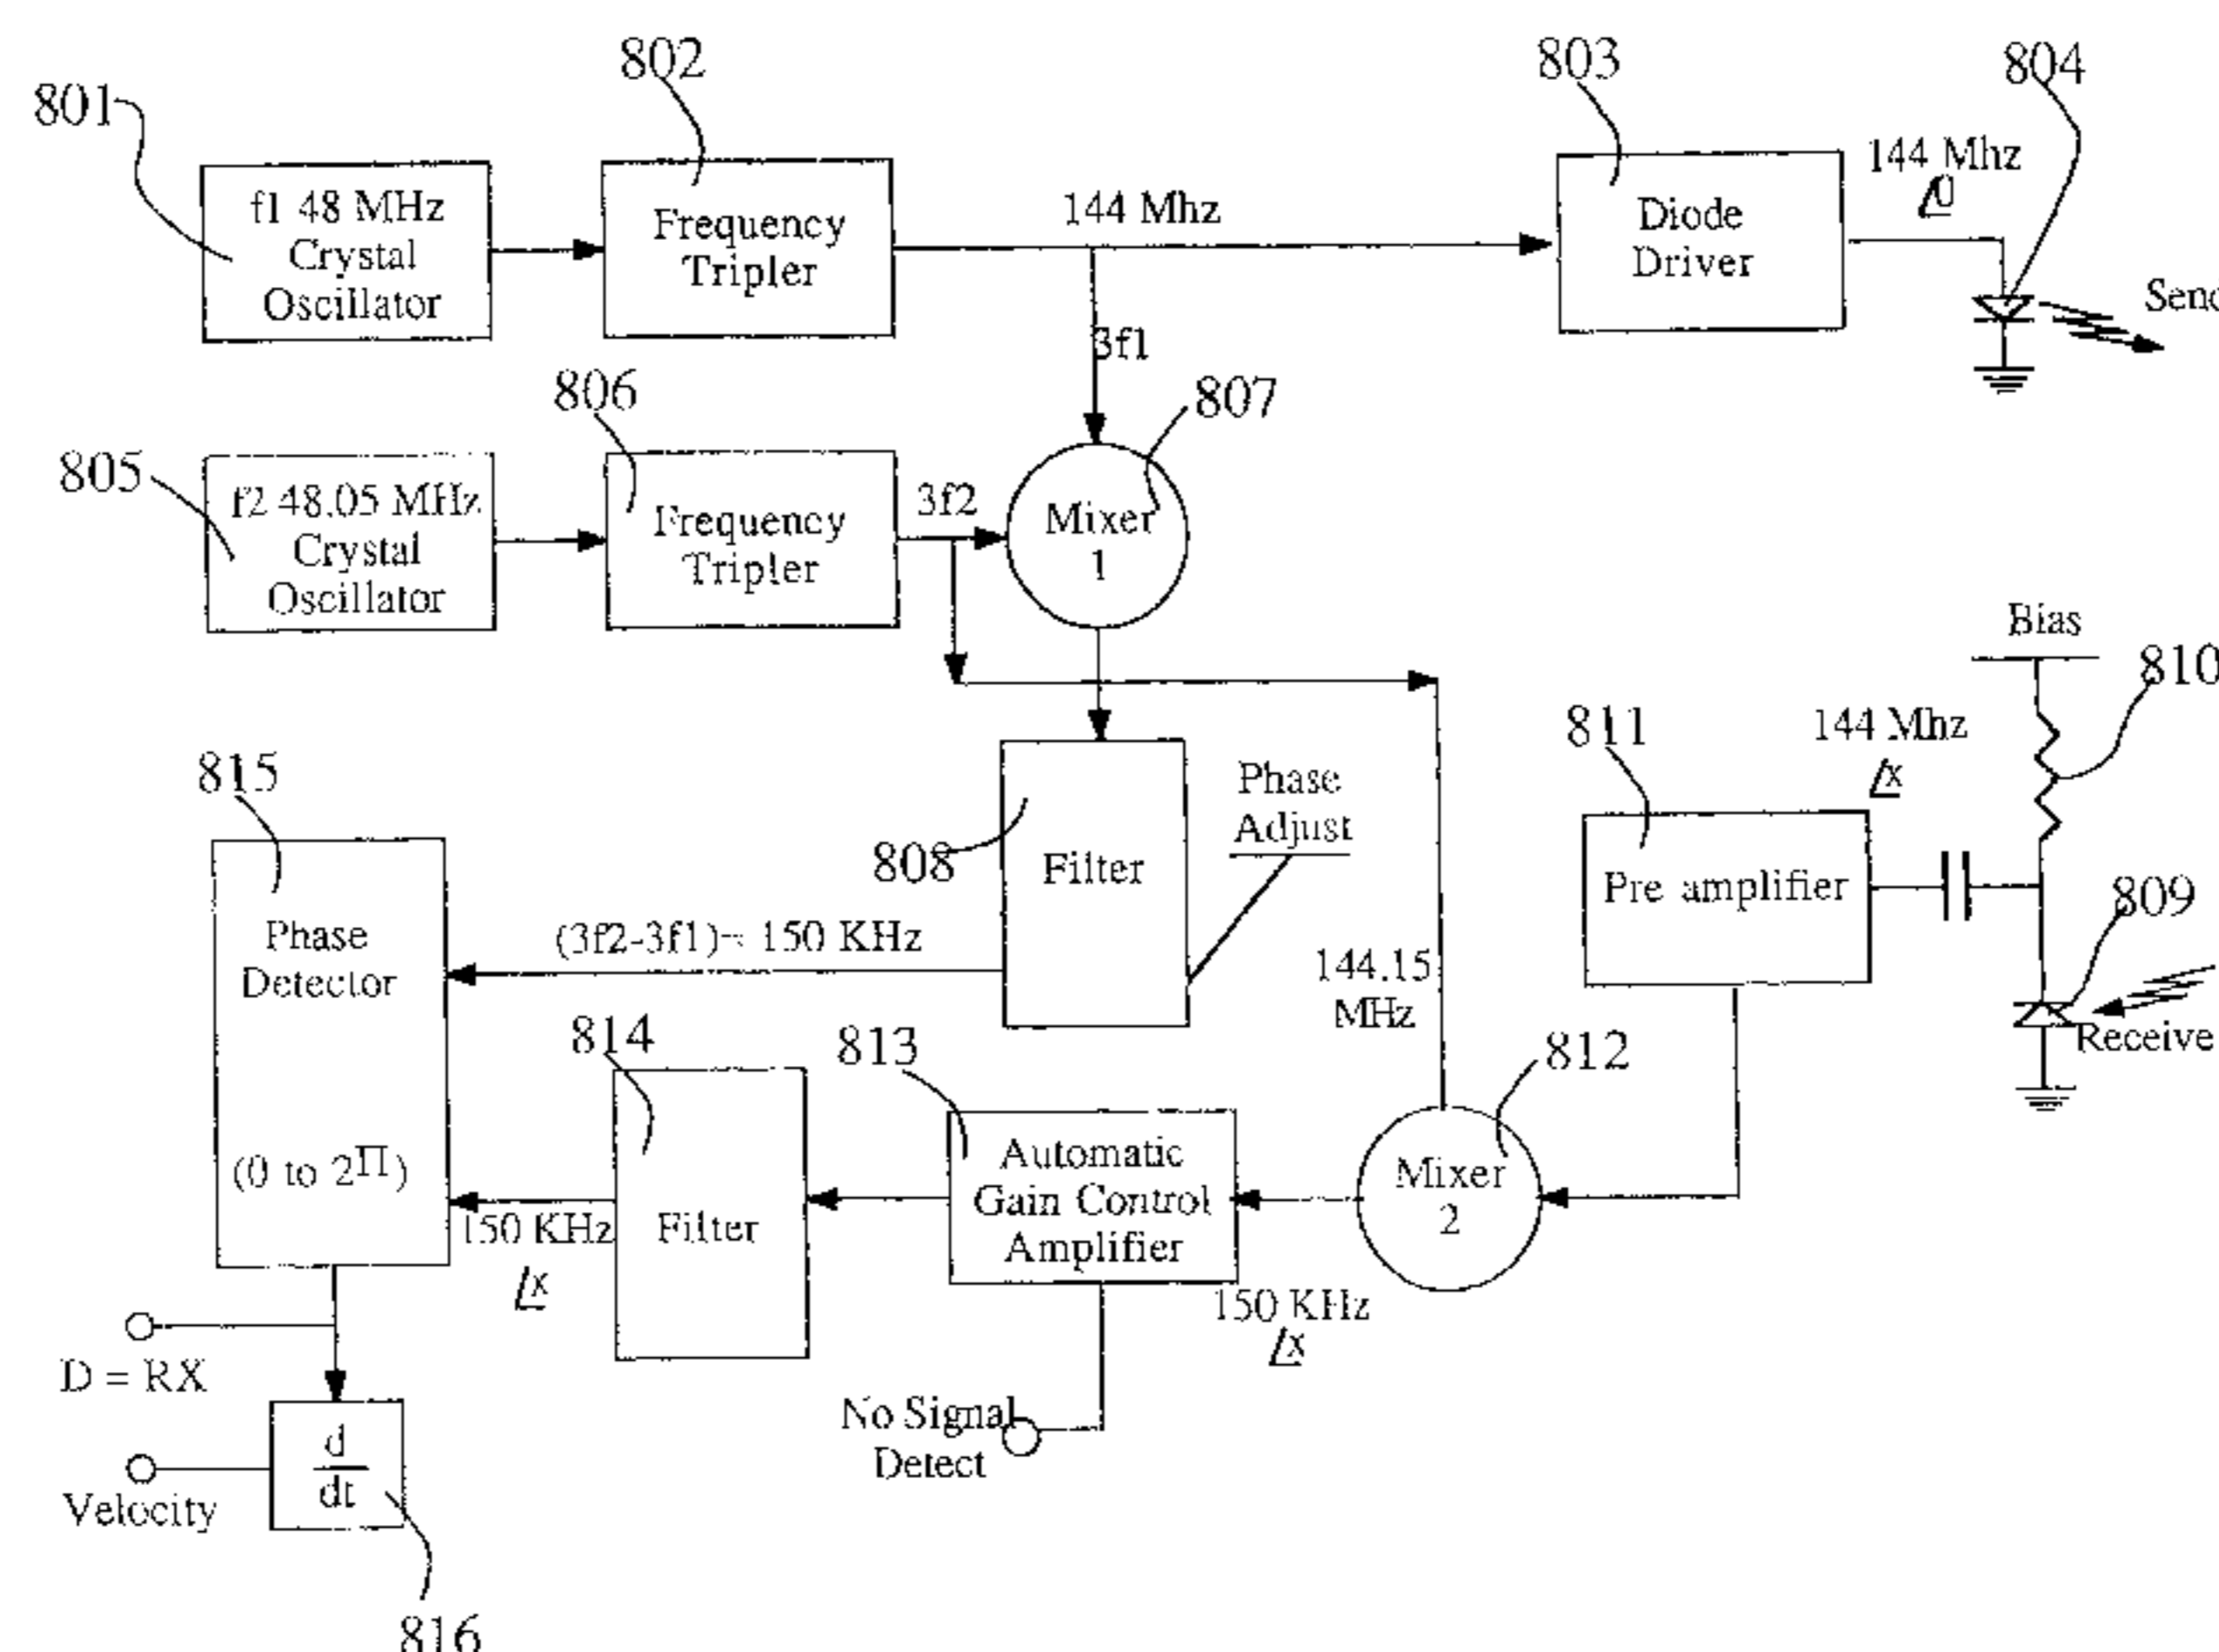 801
802
803
804
f1 48 MHz
Crystal
Oscillator
Frequency
Tripler
144 Mhz
Diode
Driver
144 Mhz
/0
Send
3f1
805
806
807
f2 48.05 MHz
Crystal
Oscillator
Frequency
Tripler
3f2
Mixer
1
Bias
810
811
144 Mhz
/x
Pre amplifier
809
Receive
808
Filter
Phase
Adjust
815
Phase
Detector
(0 to 2Π)
(3f2-3f1)= 150 KHz
144.15
MHz
814
813
812
150 KHz
/x
Filter
Automatic
Gain Control
Amplifier
Mixer
2
150 KHz
/x
D = RX
No Signal
Detect
d
dt
Velocity
816